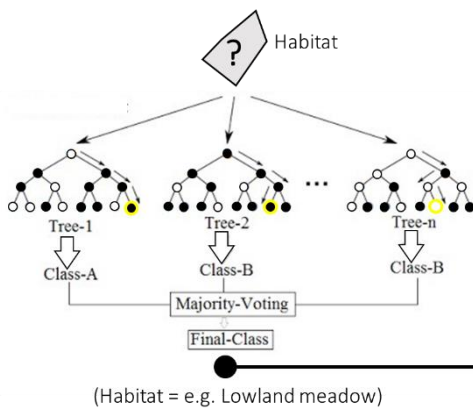 ?
Habitat
...
Tree-1
Tree-2
Tree-n
Class-A
Class-B
Class-B
Majority-Voting
Final-Class
(Habitat = e.g. Lowland meadow)